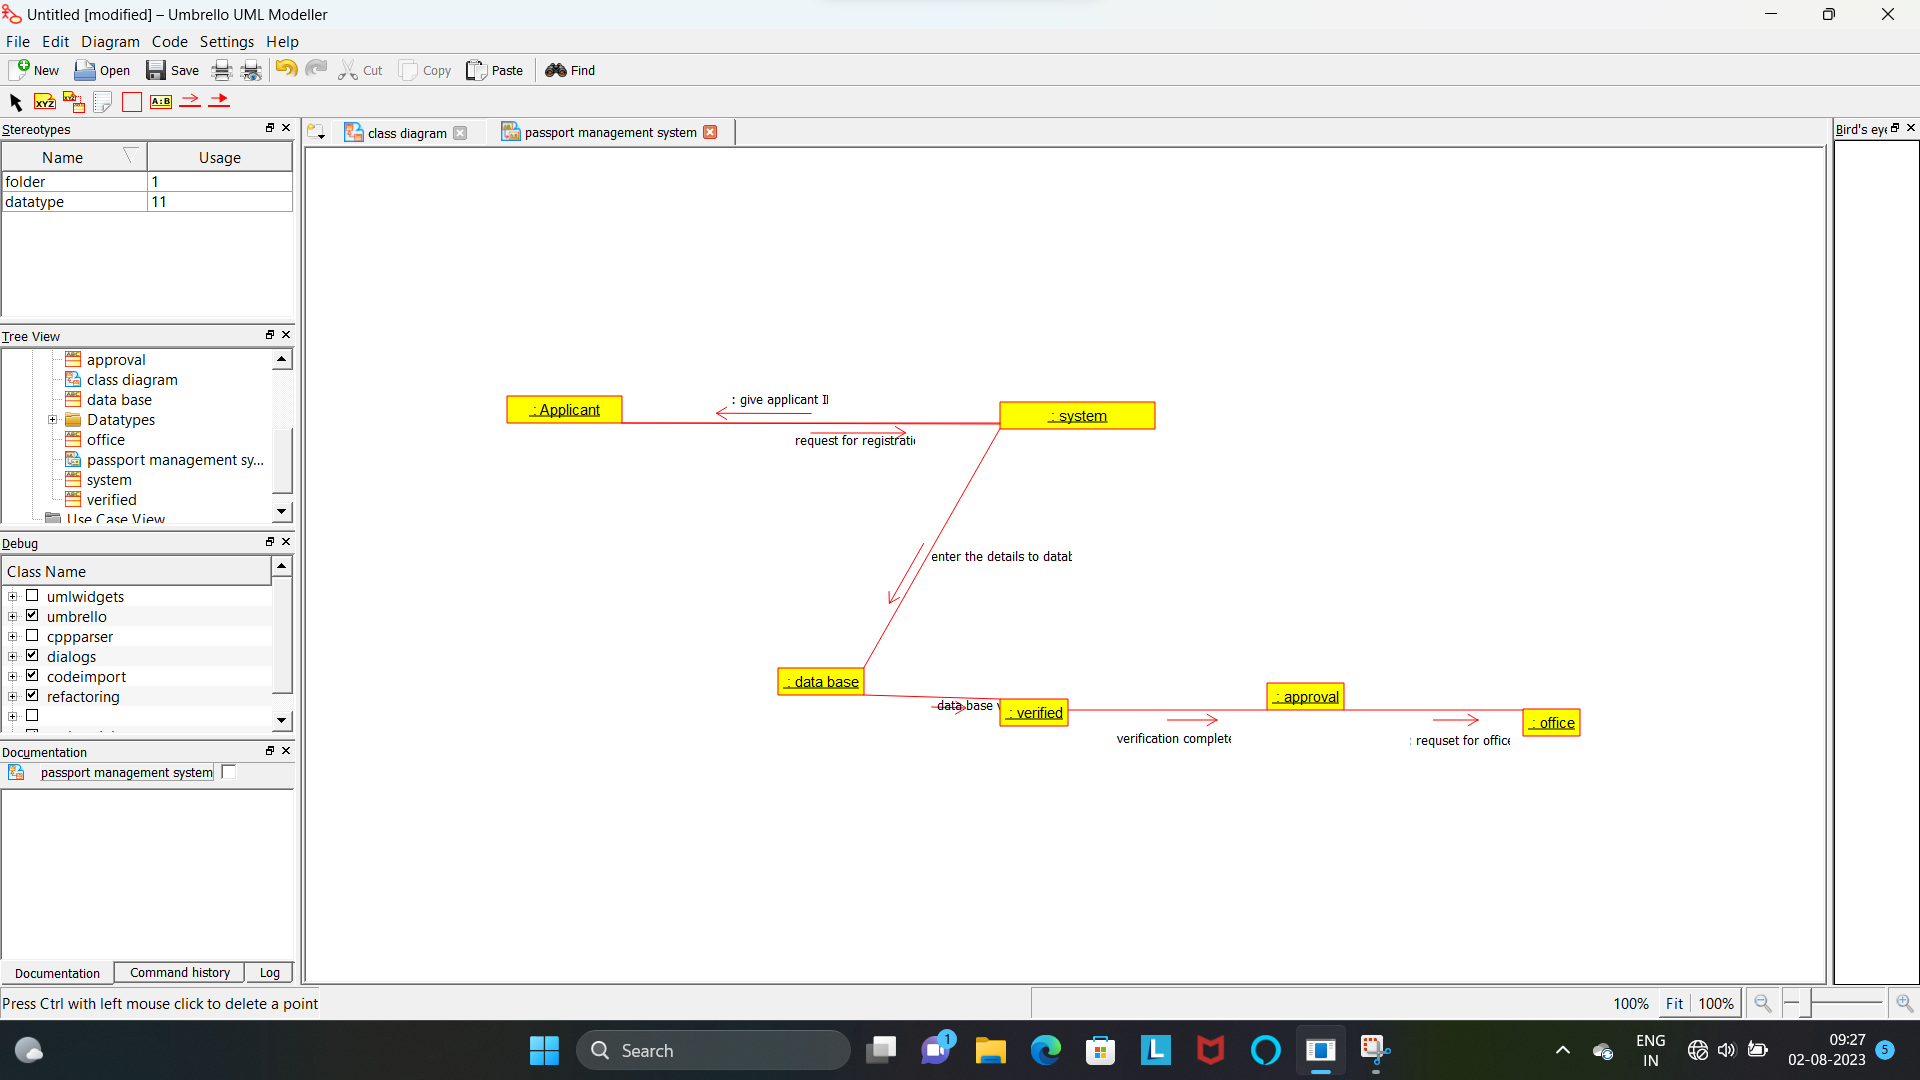 Untitled [modified] – Umbrello UML Modeller
File Edit Diagram Code Settings Help
New Open Save Cut Copy Paste Find
XYZ XYZ A:B
Stereotypes
Name Usage
folder 1
datatype 11
Tree View
approval
class diagram
data base
Datatypes
office
passport management sy...
system
verified
Use Case View
Debug
Class Name
umlwidgets
umbrello
cppparser
dialogs
codeimport
refactoring
Documentation
passport management system
Documentation Command history Log
Press Ctrl with left mouse click to delete a point
class diagram passport management system
Bird's eye
: Applicant
: give applicant
: system
request for registrati
enter the details to datab
: data base
data base
: verified
: approval
: office
verification complete
: requset for office
100% Fit 100%
Search
1
L
ENG
IN
09:27
02-08-2023
5